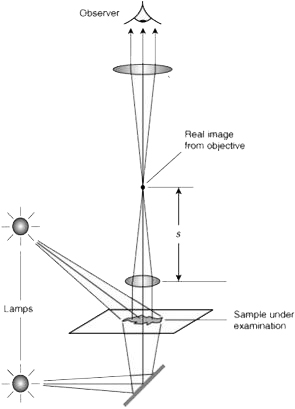 Observer
Real image
from objective
s
Lamps
Sample under
examination